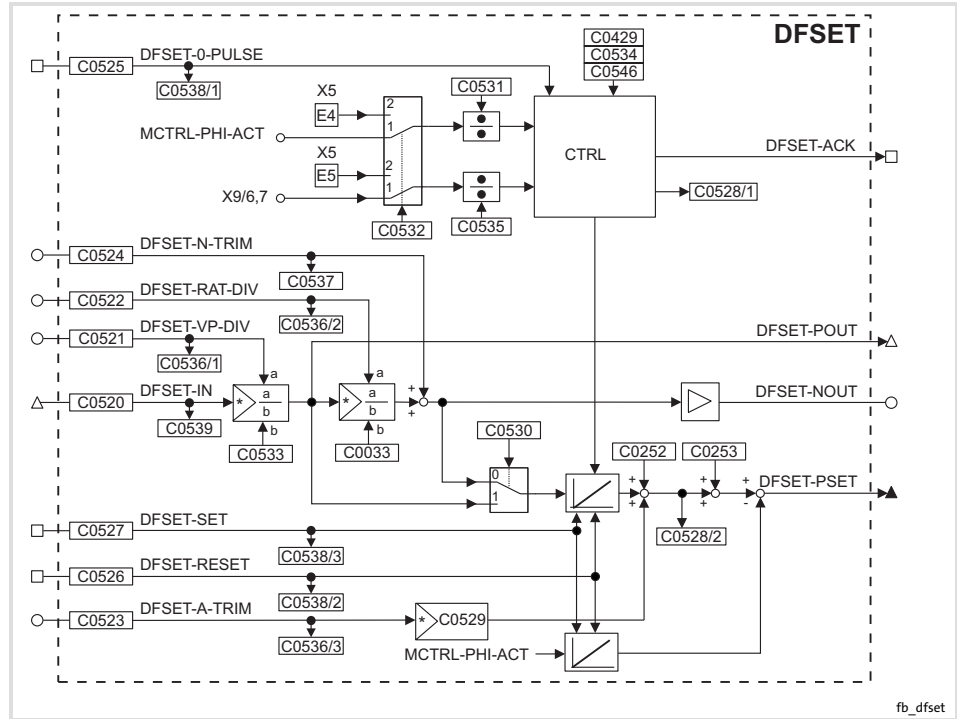 DFSET
C0525 DFSET-0-PULSE
C0538/1
C0429
C0534
C0546
X5
E4
2
1
MCTRL-PHI-ACT
X5
E5
2
1
X9/6,7
C0532
C0531
C0535
CTRL
DFSET-ACK
C0528/1
C0524 DFSET-N-TRIM
C0537
C0522 DFSET-RAT-DIV
C0536/2
C0521 DFSET-VP-DIV
C0536/1
DFSET-POUT
C0520 DFSET-IN
C0539
a
* a
b
b
C0533
a
* a
b
b
C0033
+
+
DFSET-NOUT
C0530
0
1
C0252
+
+
C0528/2
C0253
+
+
+
-
DFSET-PSET
C0527 DFSET-SET
C0538/3
C0526 DFSET-RESET
C0538/2
C0523 DFSET-A-TRIM
C0536/3
* C0529
MCTRL-PHI-ACT
fb_dfset